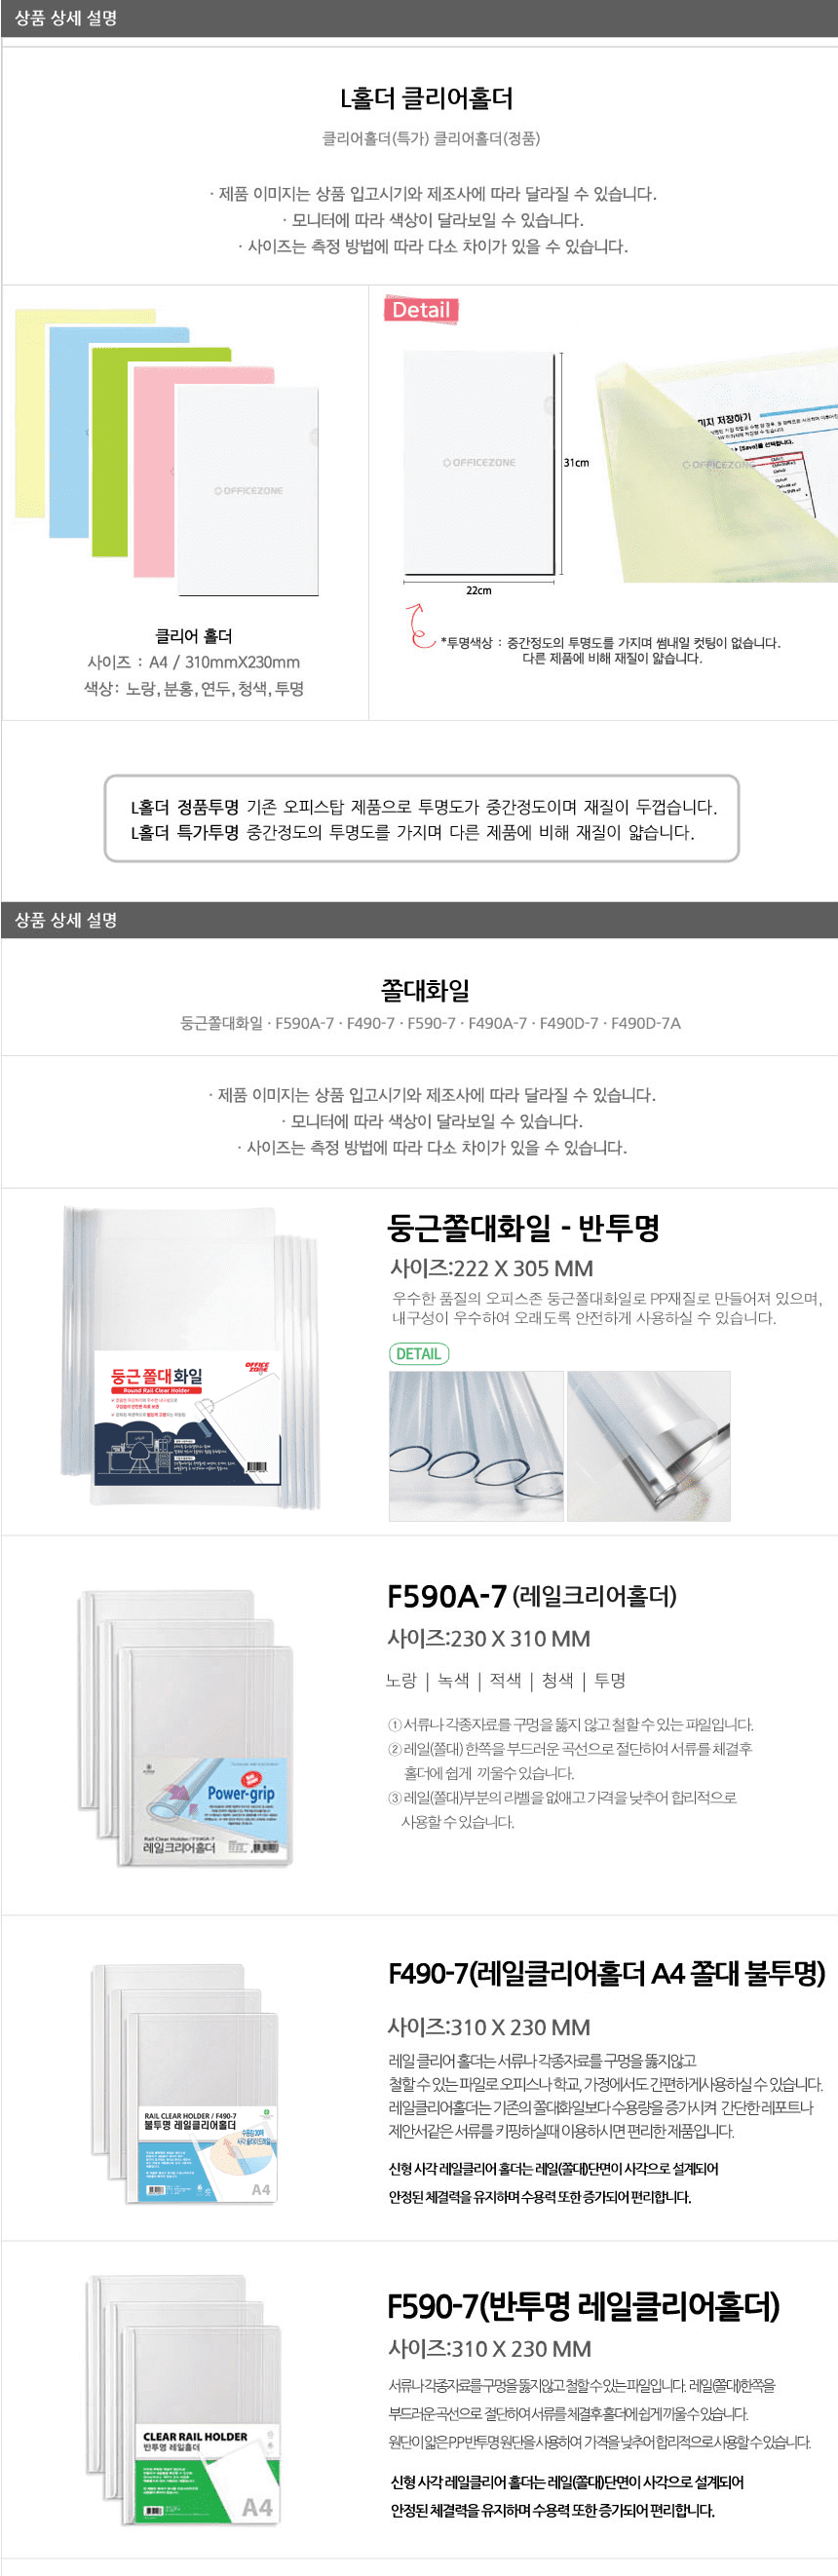 상품 상세 설명
L홀더 클리어홀더
클리어홀더(특가) 클리어홀더(정품)
· 제품 이미지는 상품 입고시기와 제조사에 따라 달라질 수 있습니다.
· 모니터에 따라 색상이 달라보일 수 있습니다.
· 사이즈는 측정 방법에 따라 다소 차이가 있을 수 있습니다.
OFFICEZONE
클리어 홀더
사이즈 : A4 / 310mmX230mm
색상: 노랑, 분홍, 연두, 청색, 투명
Detail
OFFICEZONE
31cm
22cm
미지 저장하기
[Save]를 선택합니다.
OFFICEZONE
*투명색상 : 중간정도의 투명도를 가지며 썸내일 컷팅이 없습니다.
다른 제품에 비해 재질이 얇습니다.
L홀더 정품투명 기존 오피스탑 제품으로 투명도가 중간정도이며 재질이 두껍습니다.
L홀더 특가투명 중간정도의 투명도를 가지며 다른 제품에 비해 재질이 얇습니다.
상품 상세 설명
쫄대화일
둥근쫄대화일 · F590A-7 · F490-7 · F590-7 · F490A-7 · F490D-7 · F490D-7A
· 제품 이미지는 상품 입고시기와 제조사에 따라 달라질 수 있습니다.
· 모니터에 따라 색상이 달라보일 수 있습니다.
· 사이즈는 측정 방법에 따라 다소 차이가 있을 수 있습니다.
둥근 쫄대 화일
Round Rail Clear Holder
OFFICE ZONE
둥근쫄대화일 - 반투명
사이즈:222 X 305 MM
우수한 품질의 오피스존 둥근쫄대화일로 PP재질로 만들어져 있으며,
내구성이 우수하여 오래도록 안전하게 사용하실 수 있습니다.
DETAIL
Power-grip
Rail Clear Holder / F590A-7
레일크리어홀더
F590A-7 (레일크리어홀더)
사이즈:230 X 310 MM
노랑 | 녹색 | 적색 | 청색 | 투명
① 서류나 각종자료를 구멍을 뚫지 않고 철할 수 있는 파일입니다.
② 레일(쫄대) 한쪽을 부드러운 곡선으로 절단하여 서류를 체결후
홀더에 쉽게 끼울수 있습니다.
③ 레일(쫄대)부분의 라벨을 없애고 가격을 낮추어 합리적으로
사용할 수 있습니다.
RAIL CLEAR HOLDER / F490-7
불투명 레일클리어홀더
A4
F490-7(레일클리어홀더 A4 쫄대 불투명)
사이즈:310 X 230 MM
레일 클리어 홀더는 서류나 각종자료를 구멍을 뚫지않고
철할 수 있는 파일로 오피스나 학교, 가정에서도 간편하게사용하실 수 있습니다.
레일클리어홀더는 기존의 쫄대화일보다 수용량을 증가시켜 간단한 레포트나
제안서같은 서류를 키핑하실때 이용하시면 편리한 제품입니다.
신형 사각 레일클리어 홀더는 레일(쫄대)단면이 사각으로 설계되어
안정된 체결력을 유지하며 수용력 또한 증가되어 편리합니다.
CLEAR RAIL HOLDER
반투명 레일홀더
A4
F590-7(반투명 레일클리어홀더)
사이즈:310 X 230 MM
서류나 각종자료를 구멍을 뚫지않고 철할 수 있는 파일입니다. 레일(쫄대)한쪽을
부드러운 곡선으로 절단하여 서류를 체결후 홀더에 쉽게 끼울 수 있습니다.
원단이 얇은 PP반투명 원단을 사용하여 가격을 낮추어 합리적으로 사용할 수 있습니다.
신형 사각 레일클리어 홀더는 레일(쫄대)단면이 사각으로 설계되어
안정된 체결력을 유지하며 수용력 또한 증가되어 편리합니다.